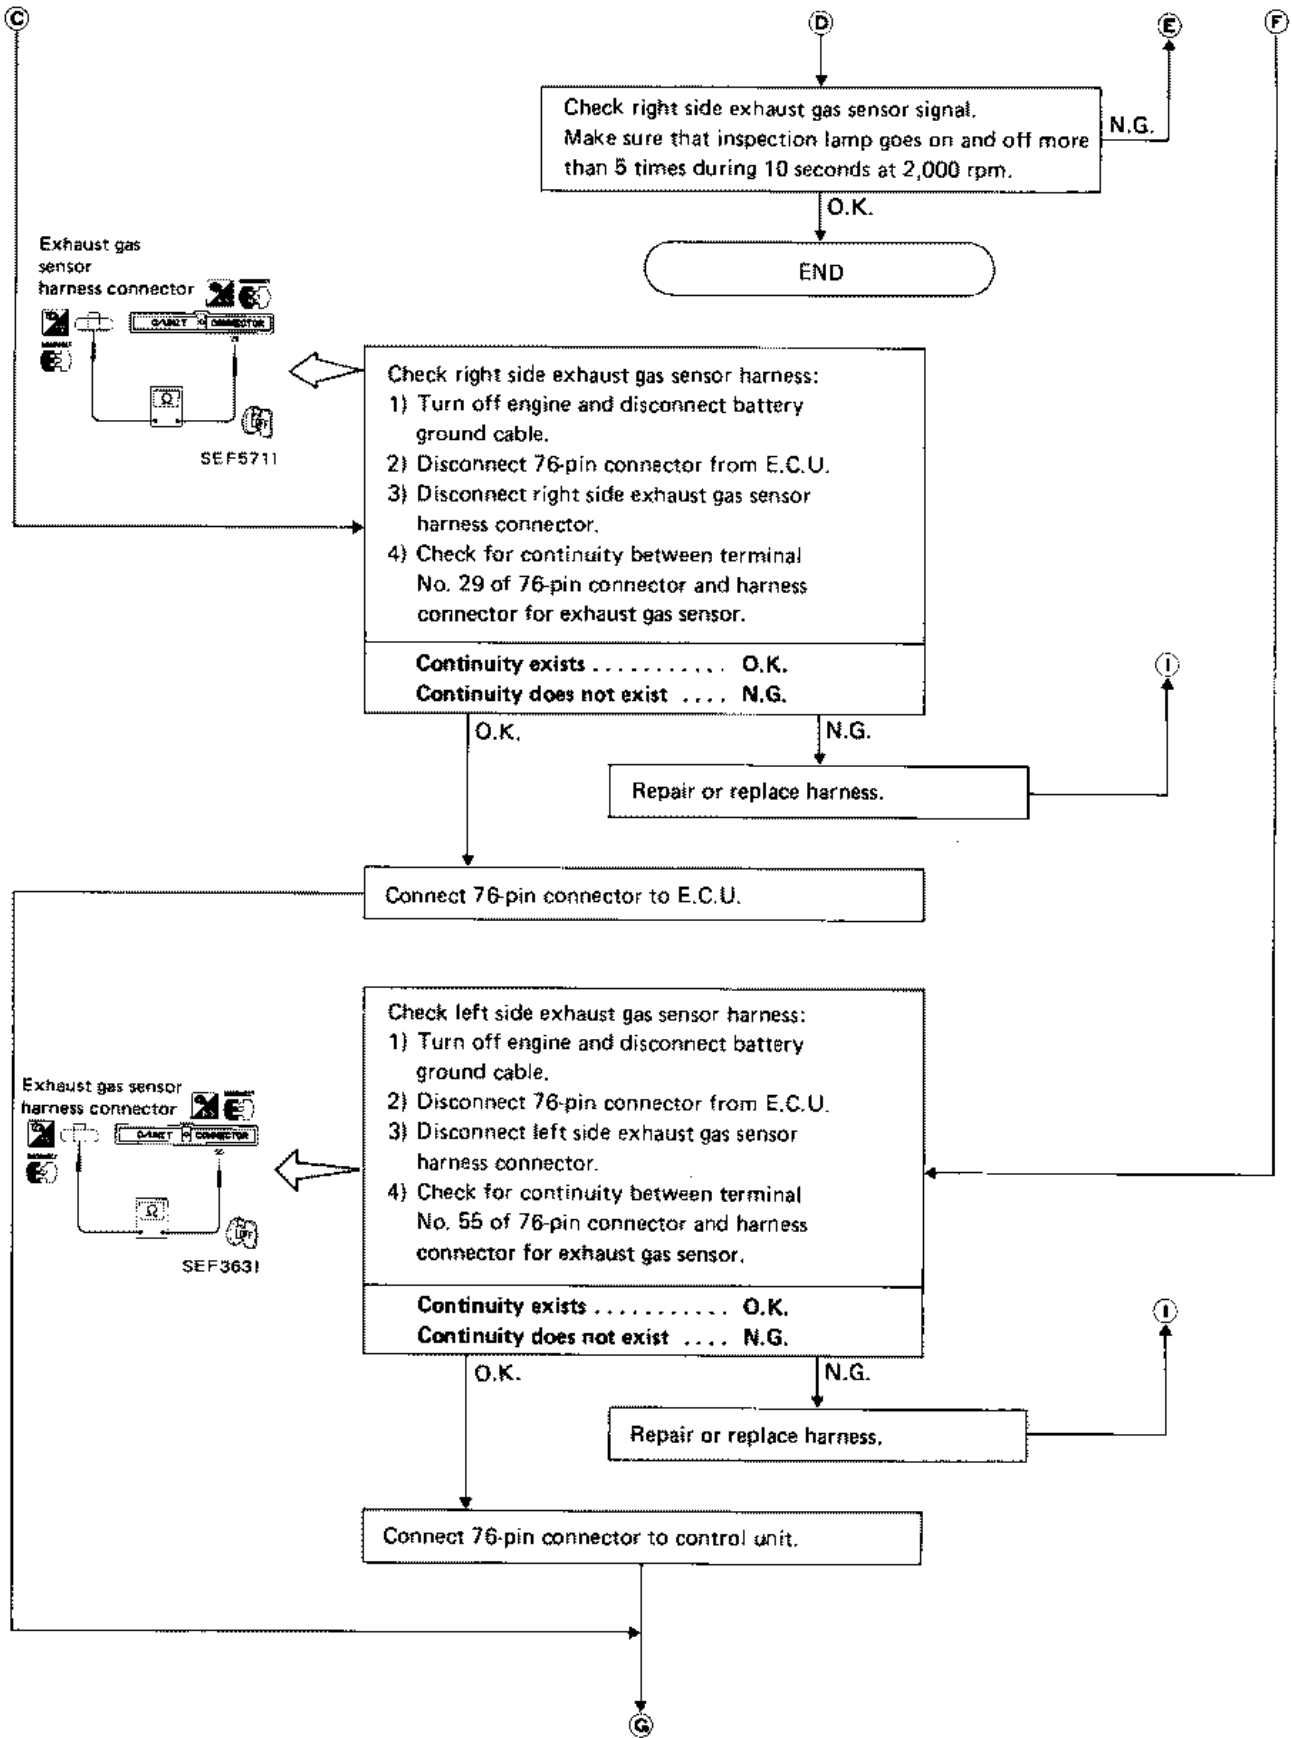 C
D
E
F
Check right side exhaust gas sensor signal.
Make sure that inspection lamp goes on and off more
than 5 times during 10 seconds at 2,000 rpm.
N.G.
O.K.
END
Exhaust gas
sensor
harness connector
C/UNIT CONNECTOR
Ω
OFF
SEF571I
Check right side exhaust gas sensor harness:
1) Turn off engine and disconnect battery
ground cable.
2) Disconnect 76-pin connector from E.C.U.
3) Disconnect right side exhaust gas sensor
harness connector.
4) Check for continuity between terminal
No. 29 of 76-pin connector and harness
connector for exhaust gas sensor.
Continuity exists ........... O.K.
Continuity does not exist .... N.G.
I
O.K.
N.G.
Repair or replace harness.
Connect 76-pin connector to E.C.U.
Check left side exhaust gas sensor harness:
1) Turn off engine and disconnect battery
ground cable.
2) Disconnect 76-pin connector from E.C.U.
3) Disconnect left side exhaust gas sensor
harness connector.
4) Check for continuity between terminal
No. 55 of 76-pin connector and harness
connector for exhaust gas sensor.
Exhaust gas sensor
harness connector
C/UNIT CONNECTOR
Ω
OFF
SEF363I
Continuity exists ........... O.K.
Continuity does not exist .... N.G.
I
O.K.
N.G.
Repair or replace harness.
Connect 76-pin connector to control unit.
G